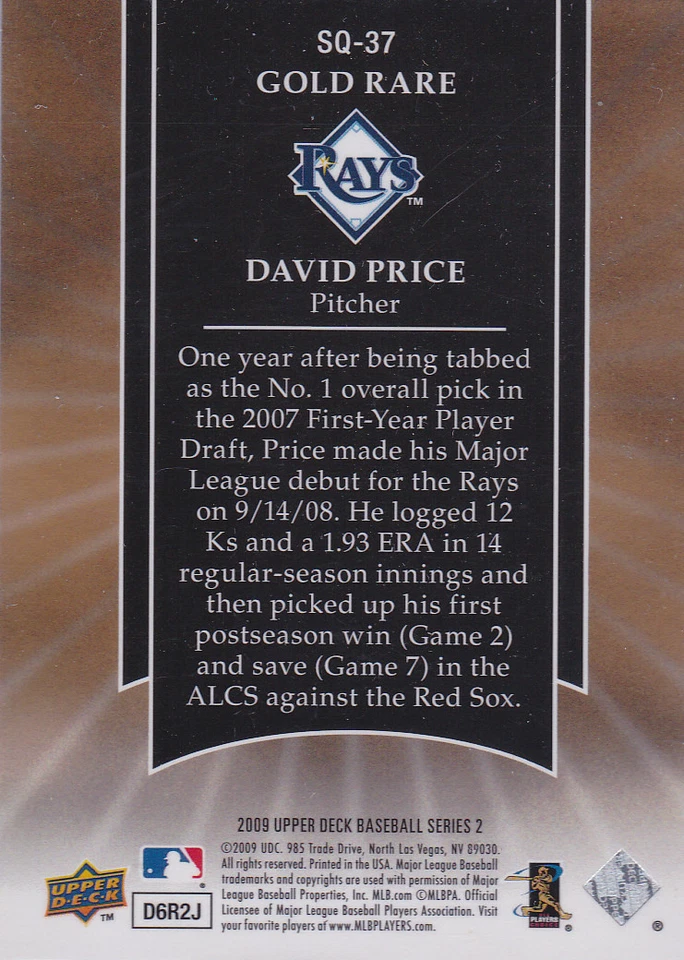 SQ-37
GOLD RARE
RAYS
TM
DAVID PRICE
Pitcher
One year after being tabbed
as the No. 1 overall pick in
the 2007 First-Year Player
Draft, Price made his Major
League debut for the Rays
on 9/14/08. He logged 12
Ks and a 1.93 ERA in 14
regular-season innings and
then picked up his first
postseason win (Game 2)
and save (Game 7) in the
ALCS against the Red Sox.
2009 UPPER DECK BASEBALL SERIES 2
©2009 UDC. 985 Trade Drive, North Las Vegas, NV 89030.
All rights reserved. Printed in the USA. Major League Baseball
trademarks and copyrights are used with permission of Major
League Baseball Properties, Inc. MLB.com ©MLBPA. Official
Licensee of Major League Baseball Players Association. Visit
your favorite players at www.MLBPLAYERS.com.
UPPER
D·E·C·K
TM
®
D6R2J
PLAYERS
CHOICE
®
®